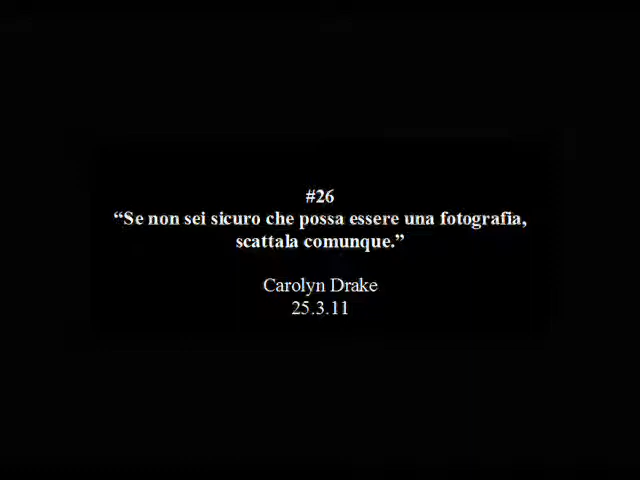 #26
“Se non sei sicuro che possa essere una fotografia,
scattala comunque.”
Carolyn Drake
25.3.11